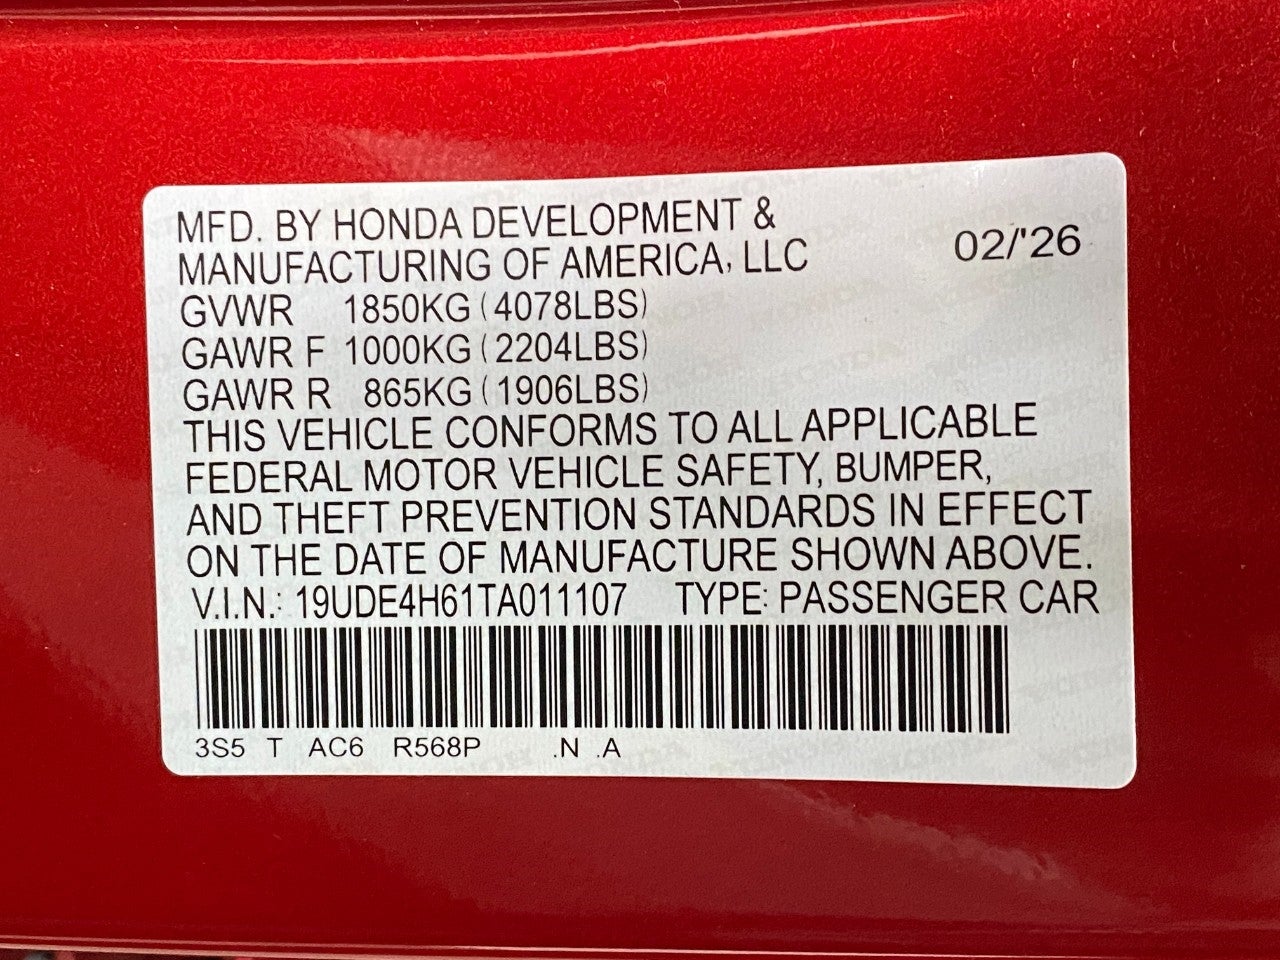 MFD. BY HONDA DEVELOPMENT &
MANUFACTURING OF AMERICA, LLC 02/'26
GVWR 1850KG (4078LBS)
GAWR F 1000KG (2204LBS)
GAWR R 865KG (1906LBS)
THIS VEHICLE CONFORMS TO ALL APPLICABLE
FEDERAL MOTOR VEHICLE SAFETY, BUMPER,
AND THEFT PREVENTION STANDARDS IN EFFECT
ON THE DATE OF MANUFACTURE SHOWN ABOVE.
V.I.N.: 19UDE4H61TA011107 TYPE: PASSENGER CAR
3S5 T AC6 R568P .N .A